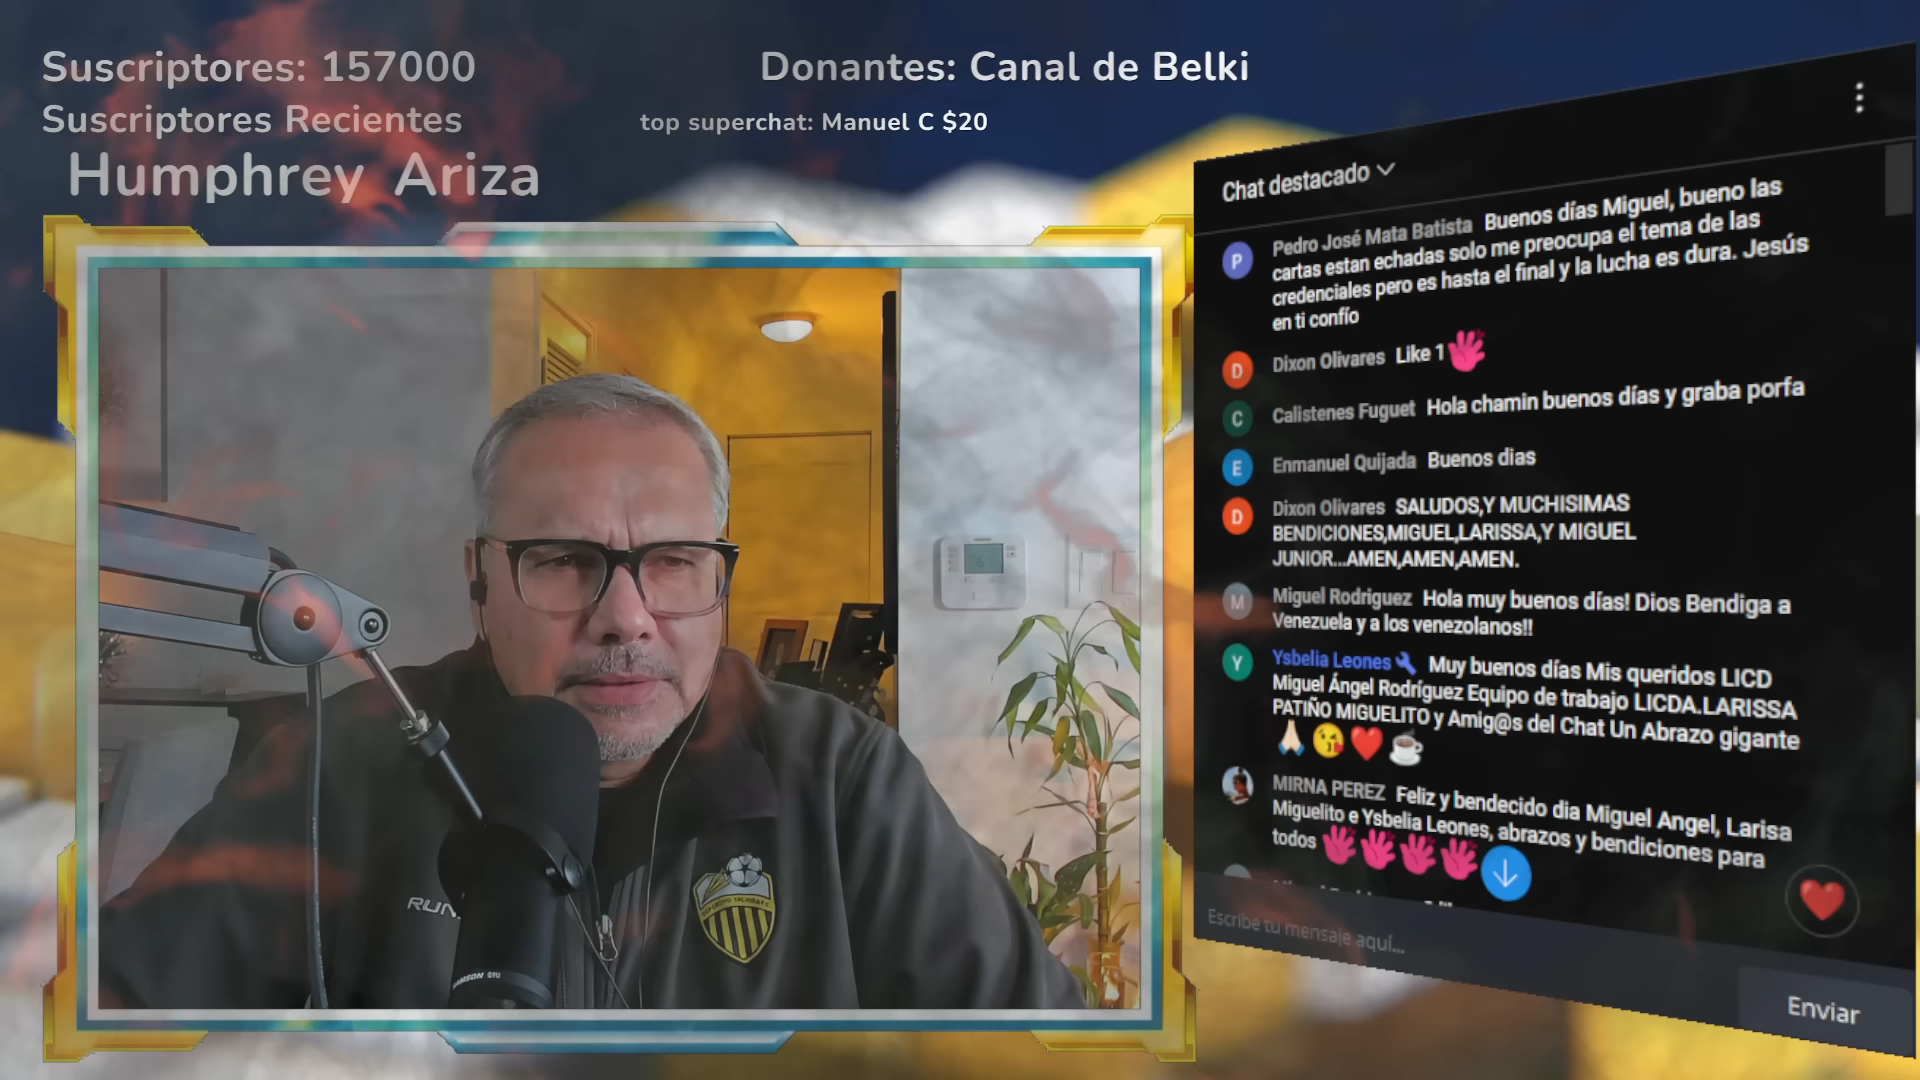 Suscriptores: 157000
Suscriptores Recientes
Humphrey Ariza
Donantes: Canal de Belki
top superchat: Manuel C $20
Chat destacado
P
Pedro José Mata Batista Buenos días Miguel, bueno las
cartas estan echadas solo me preocupa el tema de las
credenciales pero es hasta el final y la lucha es dura. Jesús
en ti confío
D
Dixon Olivares Like 1
C
Calistenes Fuguet Hola chamin buenos días y graba porfa
E
Enmanuel Quijada Buenos dias
D
Dixon Olivares SALUDOS,Y MUCHISIMAS
BENDICIONES,MIGUEL,LARISSA,Y MIGUEL
JUNIOR...AMEN,AMEN,AMEN.
M
Miguel Rodriguez Hola muy buenos días! Dios Bendiga a
Venezuela y a los venezolanos!!
Y
Ysbelia Leones Muy buenos días Mis queridos LICD
Miguel Ángel Rodríguez Equipo de trabajo LICDA.LARISSA
PATIÑO MIGUELITO y Amig@s del Chat Un Abrazo gigante
MIRNA PEREZ Feliz y bendecido dia Miguel Angel, Larisa
Miguelito e Ysbelia Leones, abrazos y bendiciones para
todos
Escribe tu mensaje aquí...
Enviar
RUN
SAMSON Q1U
DEPORTIVO TACHIRA F.C